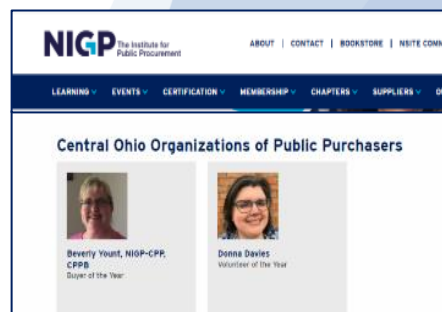 NIGP The Institute for
Public Procurement
ABOUT | CONTACT | BOOKSTORE | NSITE COMM
LEARNING EVENTS CERTIFICATION MEMBERSHIP CHAPTERS SUPPLIERS
Central Ohio Organizations of Public Purchasers
Beverly Yount, NIGP-CPP,
CPPB
Buyer of the Year
Donna Davies
Volunteer of the Year